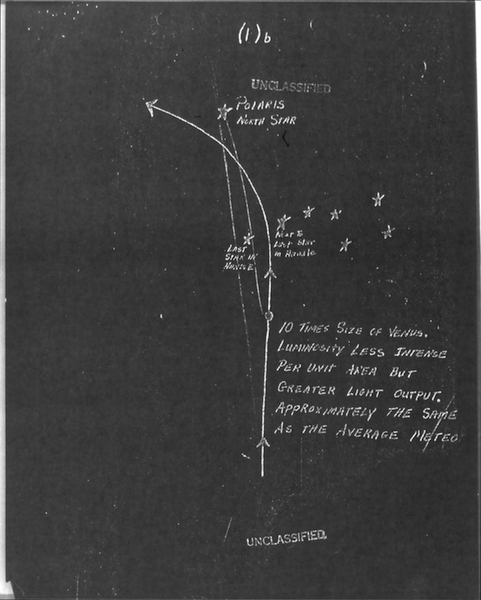 (1)b
UNCLASSIFIED
POLARIS
NORTH STAR
LAST
STAR IN
HANDLE
NEXT TO
LAST STAR
IN HANDLE
10 TIMES SIZE OF VENUS.
LUMINOSITY LESS INTENSE
PER UNIT AREA BUT
GREATER LIGHT OUTPUT.
APPROXIMATELY THE SAME
AS THE AVERAGE METEO
UNCLASSIFIED